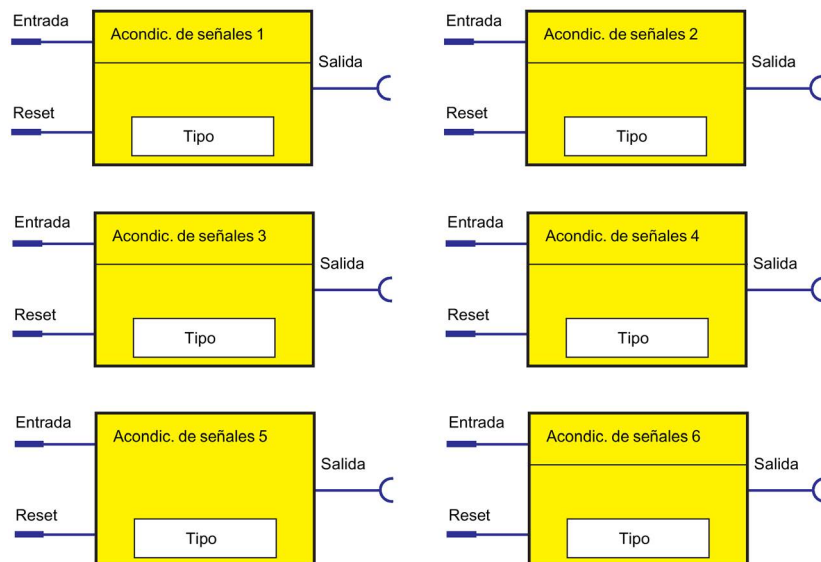 Entrada
Acondic. de señales 1
Salida
Reset
Tipo
Entrada
Acondic. de señales 2
Salida
Reset
Tipo
Entrada
Acondic. de señales 3
Salida
Reset
Tipo
Entrada
Acondic. de señales 4
Salida
Reset
Tipo
Entrada
Acondic. de señales 5
Salida
Reset
Tipo
Entrada
Acondic. de señales 6
Salida
Reset
Tipo